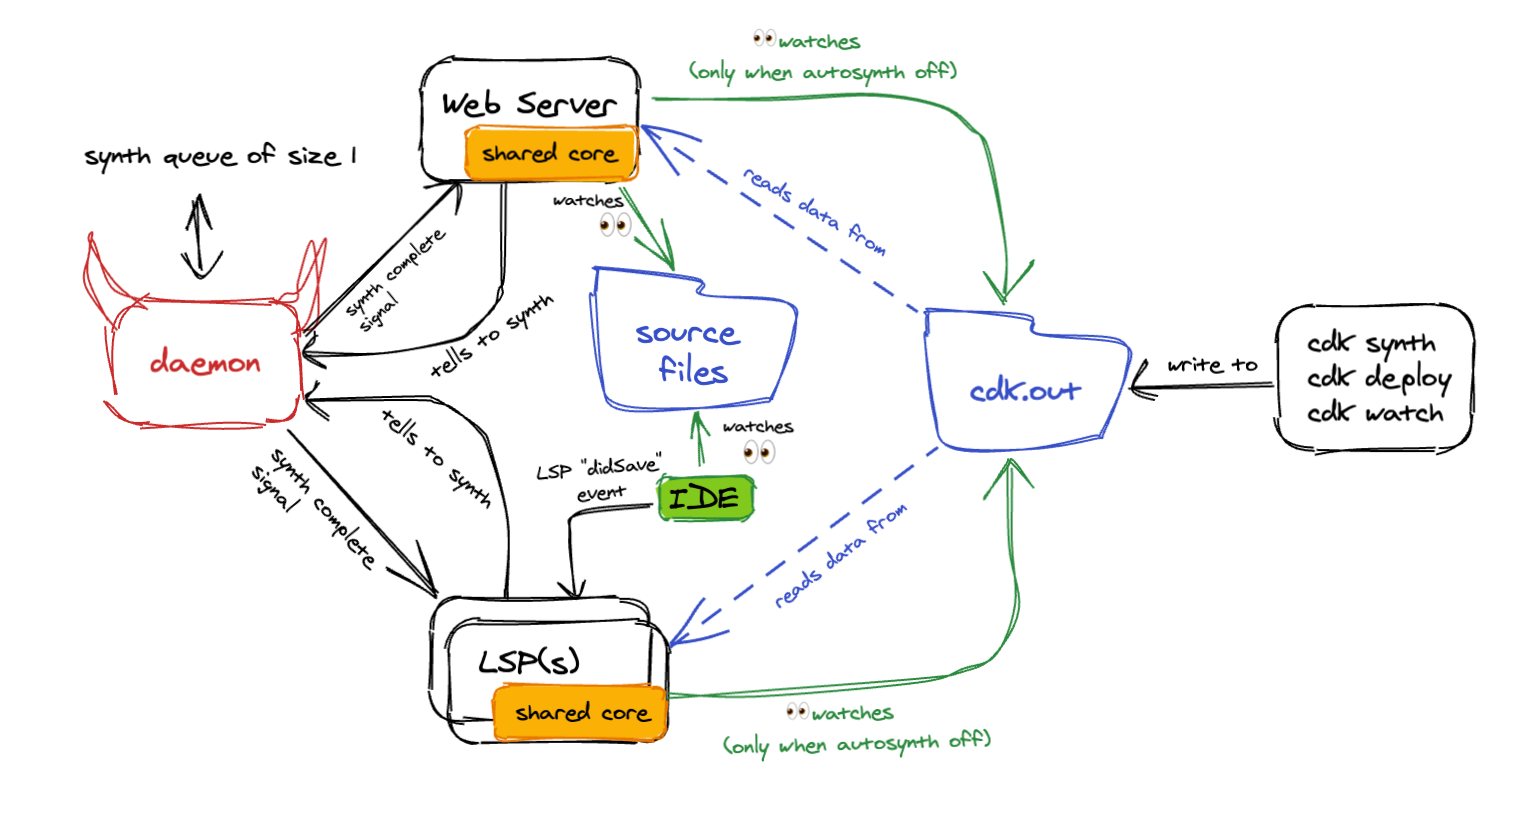 👀watches
(only when autosynth off)
Web Server
shared core
synth queue of size 1
watches
👀
reads data from
synth complete
signal
tells to synth
daemon
source
files
cdk.out
write to
cdk synth
cdk deploy
cdk watch
tells to synth
watches
👀
LSP "didSave"
event
IDE
synth complete
signal
reads data from
LSP(s)
shared core
👀watches
(only when autosynth off)